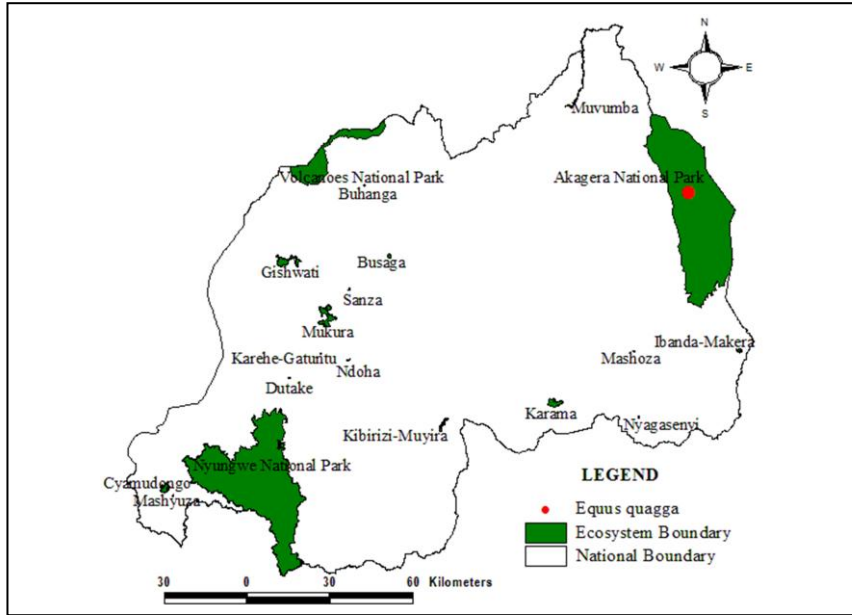 N
W E
S
Muvumba
Volcanoes National Park
Akagera National Park
Buhanga
Busaga
Gishwati
Sanza
Mukura
Ibanda-Makera
Karehe-Gaturitu
Mashoza
Ndoha
Dutake
Karama
Nyagasenyi
Kibirizi-Muyira
Nyungwe National Park
LEGEND
Cyamudongo
Mashyuza
Equus quagga
Ecosystem Boundary
National Boundary
30 0 30 60 Kilometers